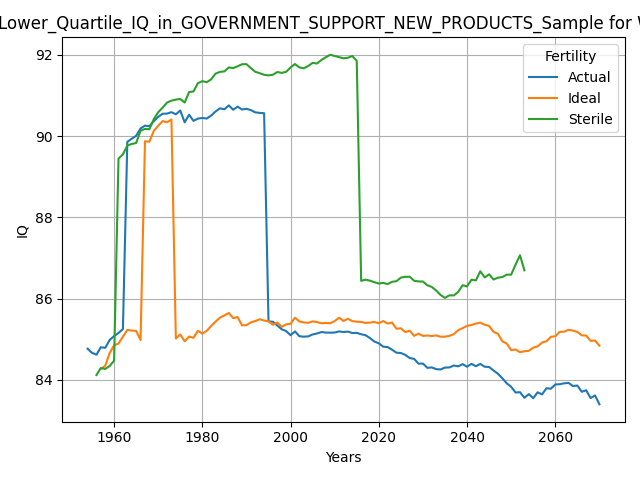 Lower_Quartile_IQ_in_GOVERNMENT_SUPPORT_NEW_PRODUCTS_Sample for
Fertility
Actual
Ideal
Sterile
92
90
88
86
84
IQ
1960 1980 2000 2020 2040 2060
Years